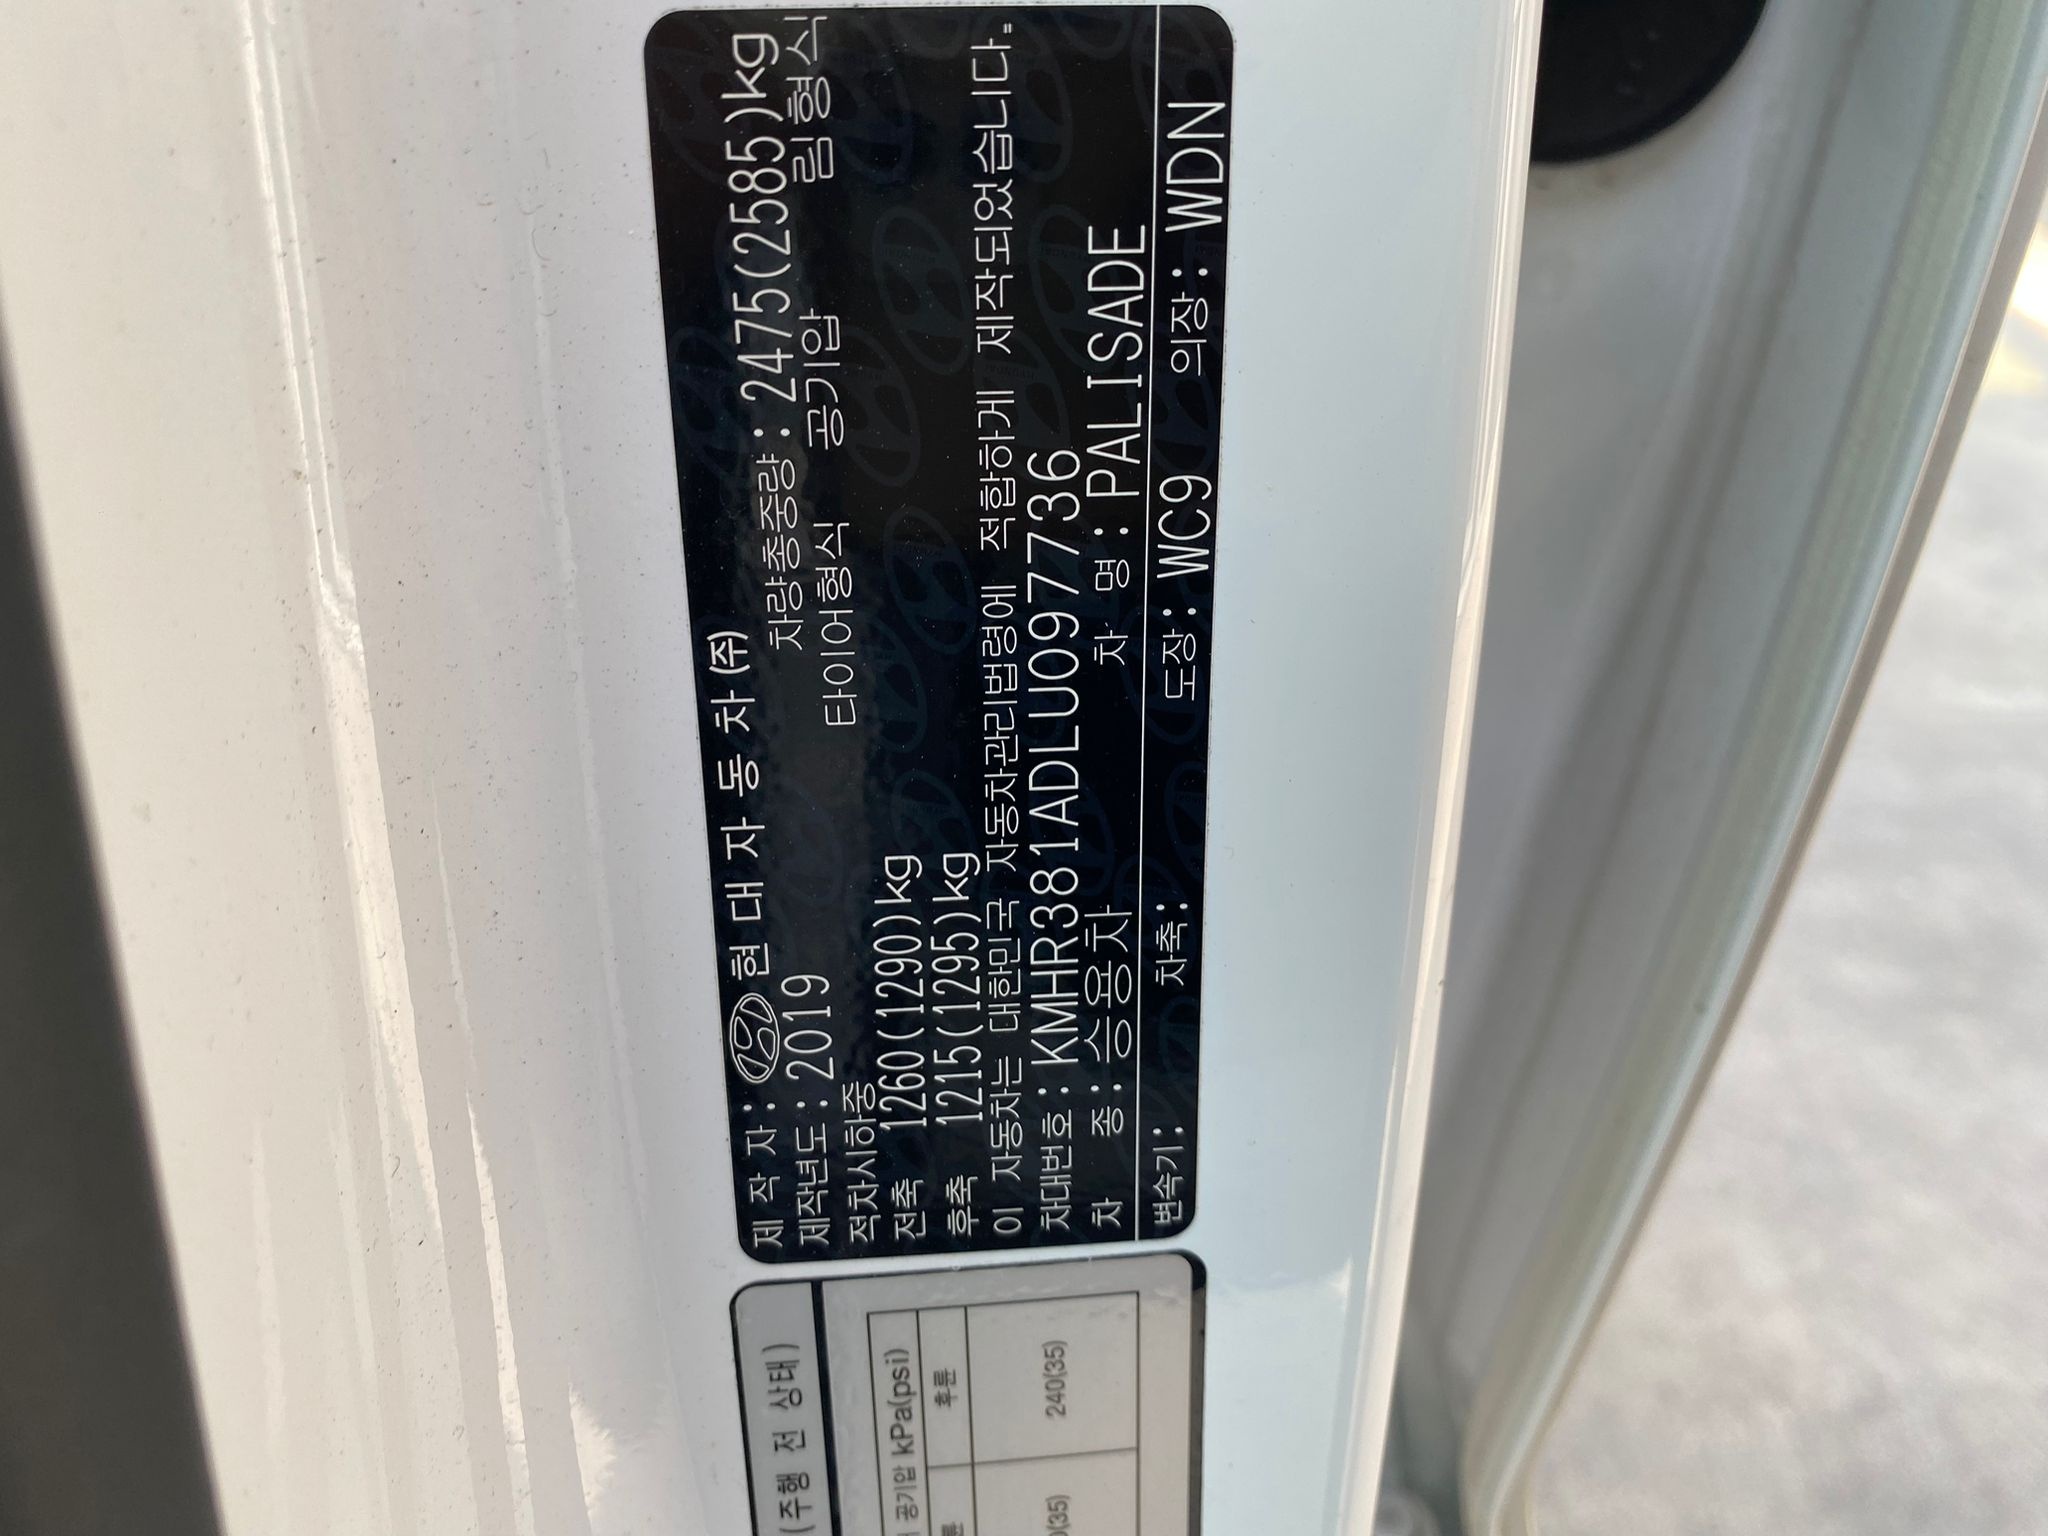 제 작 자 : 현 대 자 동 차 (주)
제작년도 : 2019 차량총중량 : 2475(2585)kg
적차시하중 타이어형식 공기압 림형식
전축 1260(1290)kg
후축 1215(1295)kg
이 자동차는 대한민국 자동차관리법령에 적합하게 제작되었습니다.
차대번호 : KMHR381ADLU097736
차 종 : 승용차 차 명 : PALISADE
변속기 : 차축 : 도장 : WC9 의장 : WDN
(주행 전 상태)
공기압 kPa(psi)
후륜
240(35)